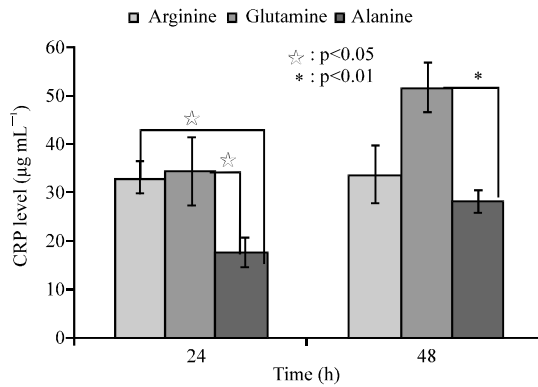 Arginine Glutamine Alanine
☆ : p<0.05
* : p<0.01
CRP level (µg mL⁻¹)
60
50
40
30
20
10
0
☆
☆
*
24 48
Time (h)